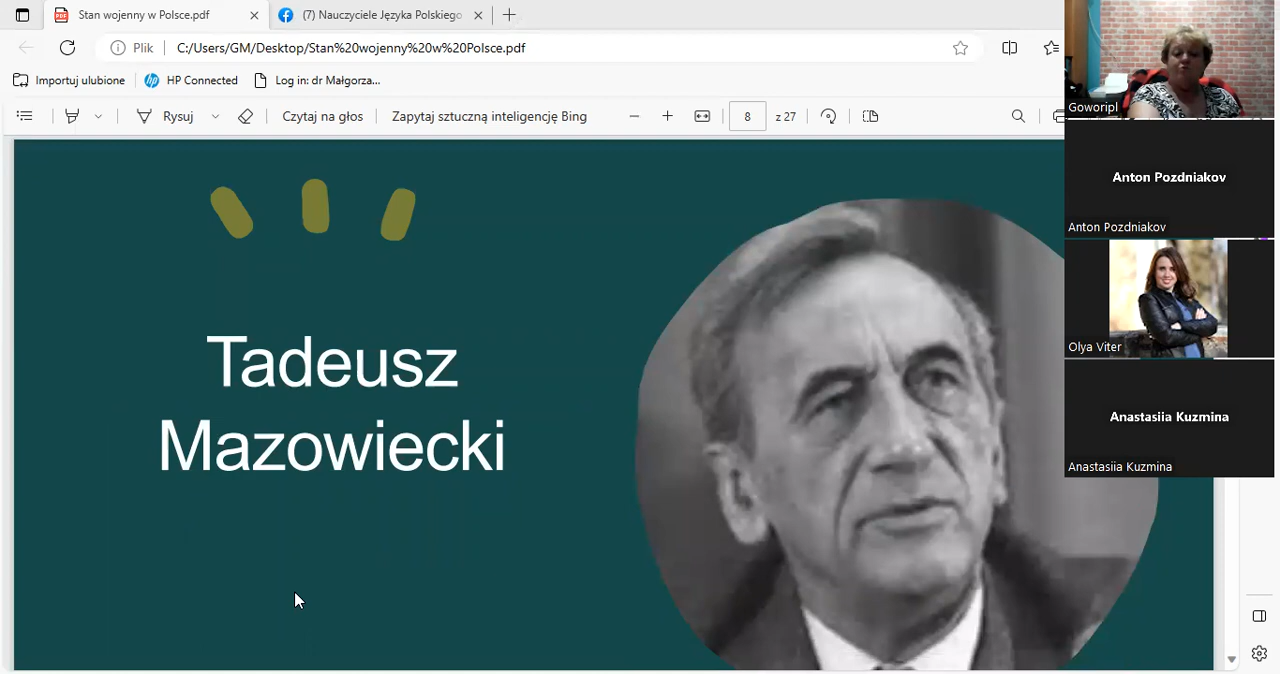 Stan wojenny w Polsce.pdf
(7) Nauczyciele Języka Polskiego
Plik
C:/Users/GM/Desktop/Stan%20wojenny%20w%20Polsce.pdf
Importuj ulubione
HP Connected
Log in: dr Małgorza...
Rysuj
Czytaj na głos
Zapytaj sztuczną inteligencję Bing
8
z 27
Tadeusz
Mazowiecki
Goworipl
Anton Pozdniakov
Anton Pozdniakov
Olya Viter
Anastasiia Kuzmina
Anastasiia Kuzmina